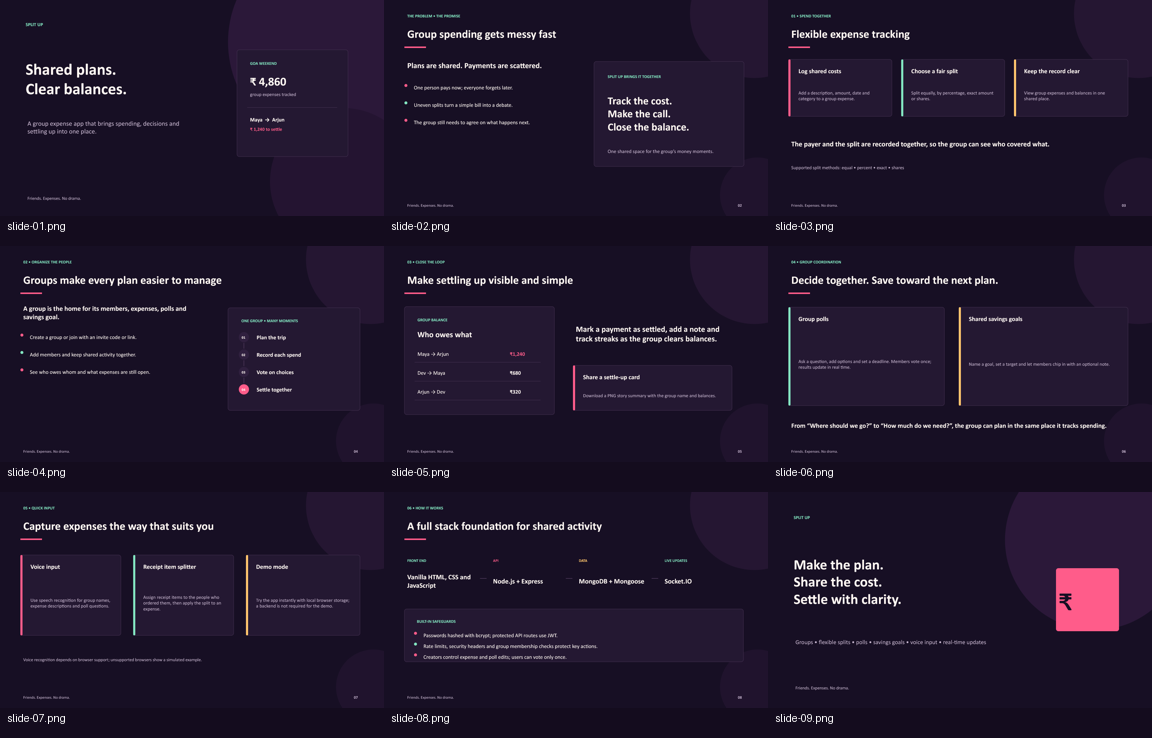 SPLIT UP
Shared plans.
Clear balances.
A group expense app that brings spending, decisions and
settling up into one place.
GOA WEEKEND
₹ 4,860
group expenses tracked
Maya → Arjun
₹ 1,240 to settle
Friends. Expenses. No drama.
slide-01.png
THE PROBLEM • THE PROMISE
Group spending gets messy fast
Plans are shared. Payments are scattered.
One person pays now; everyone forgets later.
Uneven splits turn a simple bill into a debate.
The group still needs to agree on what happens next.
SPLIT UP BRINGS IT TOGETHER
Track the cost.
Make the call.
Close the balance.
One shared space for the group's money moments.
Friends. Expenses. No drama.
02
slide-02.png
01 • SPEND TOGETHER
Flexible expense tracking
Log shared costs
Add a description, amount, date and
category to a group expense.
Choose a fair split
Split equally, by percentage, exact amount
or shares.
Keep the record clear
View group expenses and balances in one
shared place.
The payer and the split are recorded together, so the group can see who covered what.
Supported split methods: equal • percent • exact • shares
Friends. Expenses. No drama.
03
slide-03.png
02 • ORGANIZE THE PEOPLE
Groups make every plan easier to manage
A group is the home for its members, expenses, polls and
savings goal.
Create a group or join with an invite code or link.
Add members and keep shared activity together.
See who owes whom and what expenses are still open.
ONE GROUP • MANY MOMENTS
01 Plan the trip
02 Record each spend
03 Vote on choices
04 Settle together
Friends. Expenses. No drama.
04
slide-04.png
03 • CLOSE THE LOOP
Make settling up visible and simple
GROUP BALANCE
Who owes what
Maya → Arjun ₹1,240
Dev → Maya ₹680
Arjun → Dev ₹320
Mark a payment as settled, add a note and
track streaks as the group clears balances.
Share a settle-up card
Download a PNG story summary with the group name and balances.
Friends. Expenses. No drama.
05
slide-05.png
04 • GROUP COORDINATION
Decide together. Save toward the next plan.
Group polls
Ask a question, add options and set a deadline. Members vote once,
results update in real time.
Shared savings goals
Name a goal, set a target and let members chip in with an optional note.
From “Where should we go?” to “How much do we need?”, the group can plan in the same place it tracks spending.
Friends. Expenses. No drama.
06
slide-06.png
05 • QUICK INPUT
Capture expenses the way that suits you
Voice input
Use speech recognition for group names,
expense descriptions and poll questions.
Receipt item splitter
Assign receipt items to the people who
ordered them, then apply the split to an
expense.
Demo mode
Try the app instantly with local browser storage;
a backend is not required for the demo.
Voice recognition depends on browser support; unsupported browsers show a simulated example.
Friends. Expenses. No drama.
07
slide-07.png
06 • HOW IT WORKS
A full stack foundation for shared activity
FRONT END
Vanilla HTML, CSS and
JavaScript
API
Node.js + Express
DATA
MongoDB + Mongoose
LIVE UPDATES
Socket.IO
BUILT-IN SAFEGUARDS
Passwords hashed with bcrypt; protected API routes use JWT.
Rate limits, security headers and group membership checks protect key actions.
Creators control expense and poll edits; users can vote only once.
Friends. Expenses. No drama.
08
slide-08.png
SPLIT UP
Make the plan.
Share the cost.
Settle with clarity.
₹
Groups • flexible splits • polls • savings goals • voice input • real-time updates
Friends. Expenses. No drama.
slide-09.png